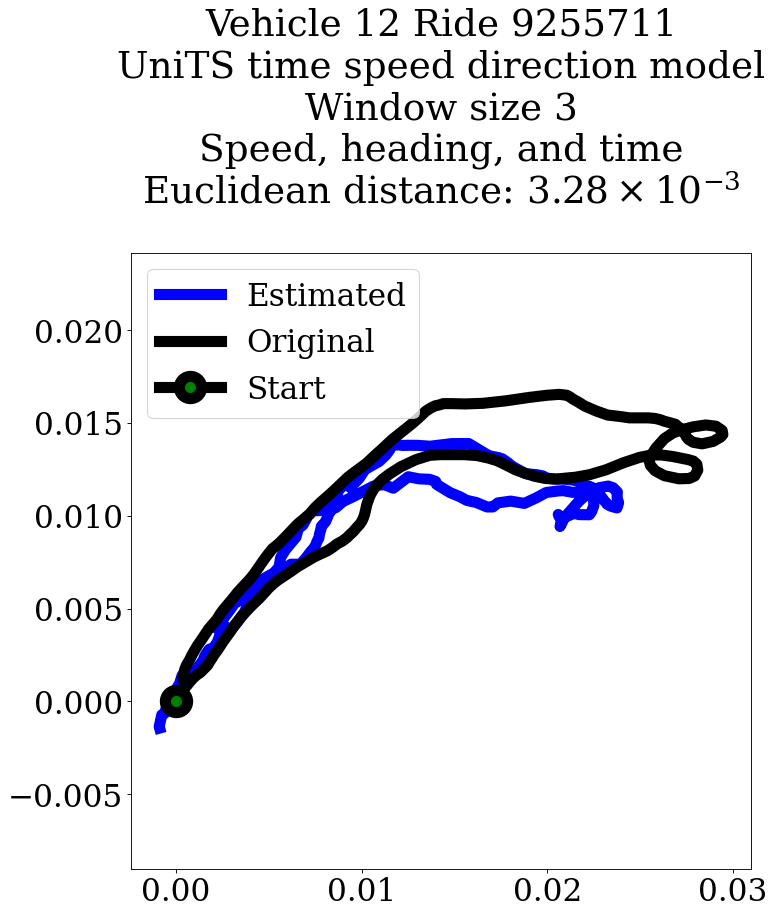 Vehicle 12 Ride 9255711
UniTS time speed direction model
Window size 3
Speed, heading, and time
Euclidean distance: 3.28 × 10⁻³
Estimated
Original
Start
0.020
0.015
0.010
0.005
0.000
−0.005
0.00 0.01 0.02 0.03